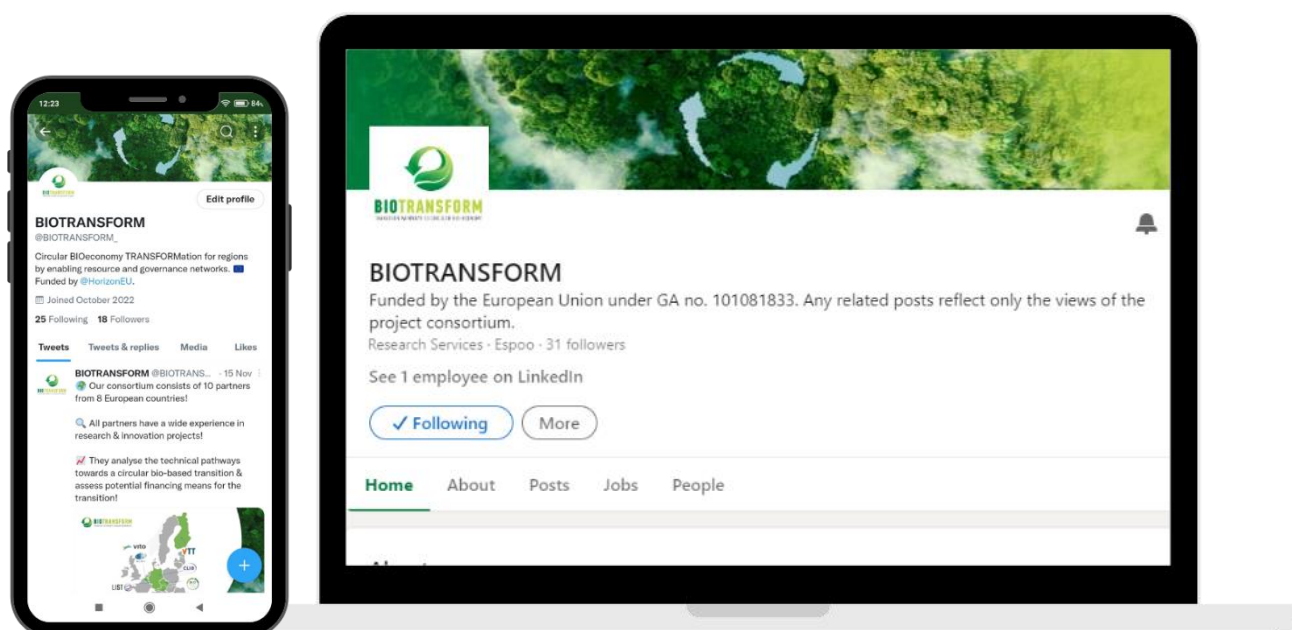 12:23
84
BIOTRANSFORM
Edit profile
BIOTRANSFORM
@BIOTRANSFORM_
Circular BIOeconomy TRANSFORMation for regions
by enabling resource and governance networks.
Funded by @HorizonEU.
Joined October 2022
25 Following 18 Followers
Tweets Tweets & replies Media Likes
BIOTRANSFORM @BIOTRANS... · 15 Nov
Our consortium consists of 10 partners
from 8 European countries!
All partners have a wide experience in
research & innovation projects!
They analyse the technical pathways
towards a circular bio-based transition &
assess potential financing means for the
transition!
BIOTRANSFORM
vito
VTT
CLIB
LIST
BIOTRANSFORM
BIOTRANSFORM
Funded by the European Union under GA no. 101081833. Any related posts reflect only the views of the
project consortium.
Research Services · Espoo · 31 followers
See 1 employee on LinkedIn
✓ Following More
Home About Posts Jobs People